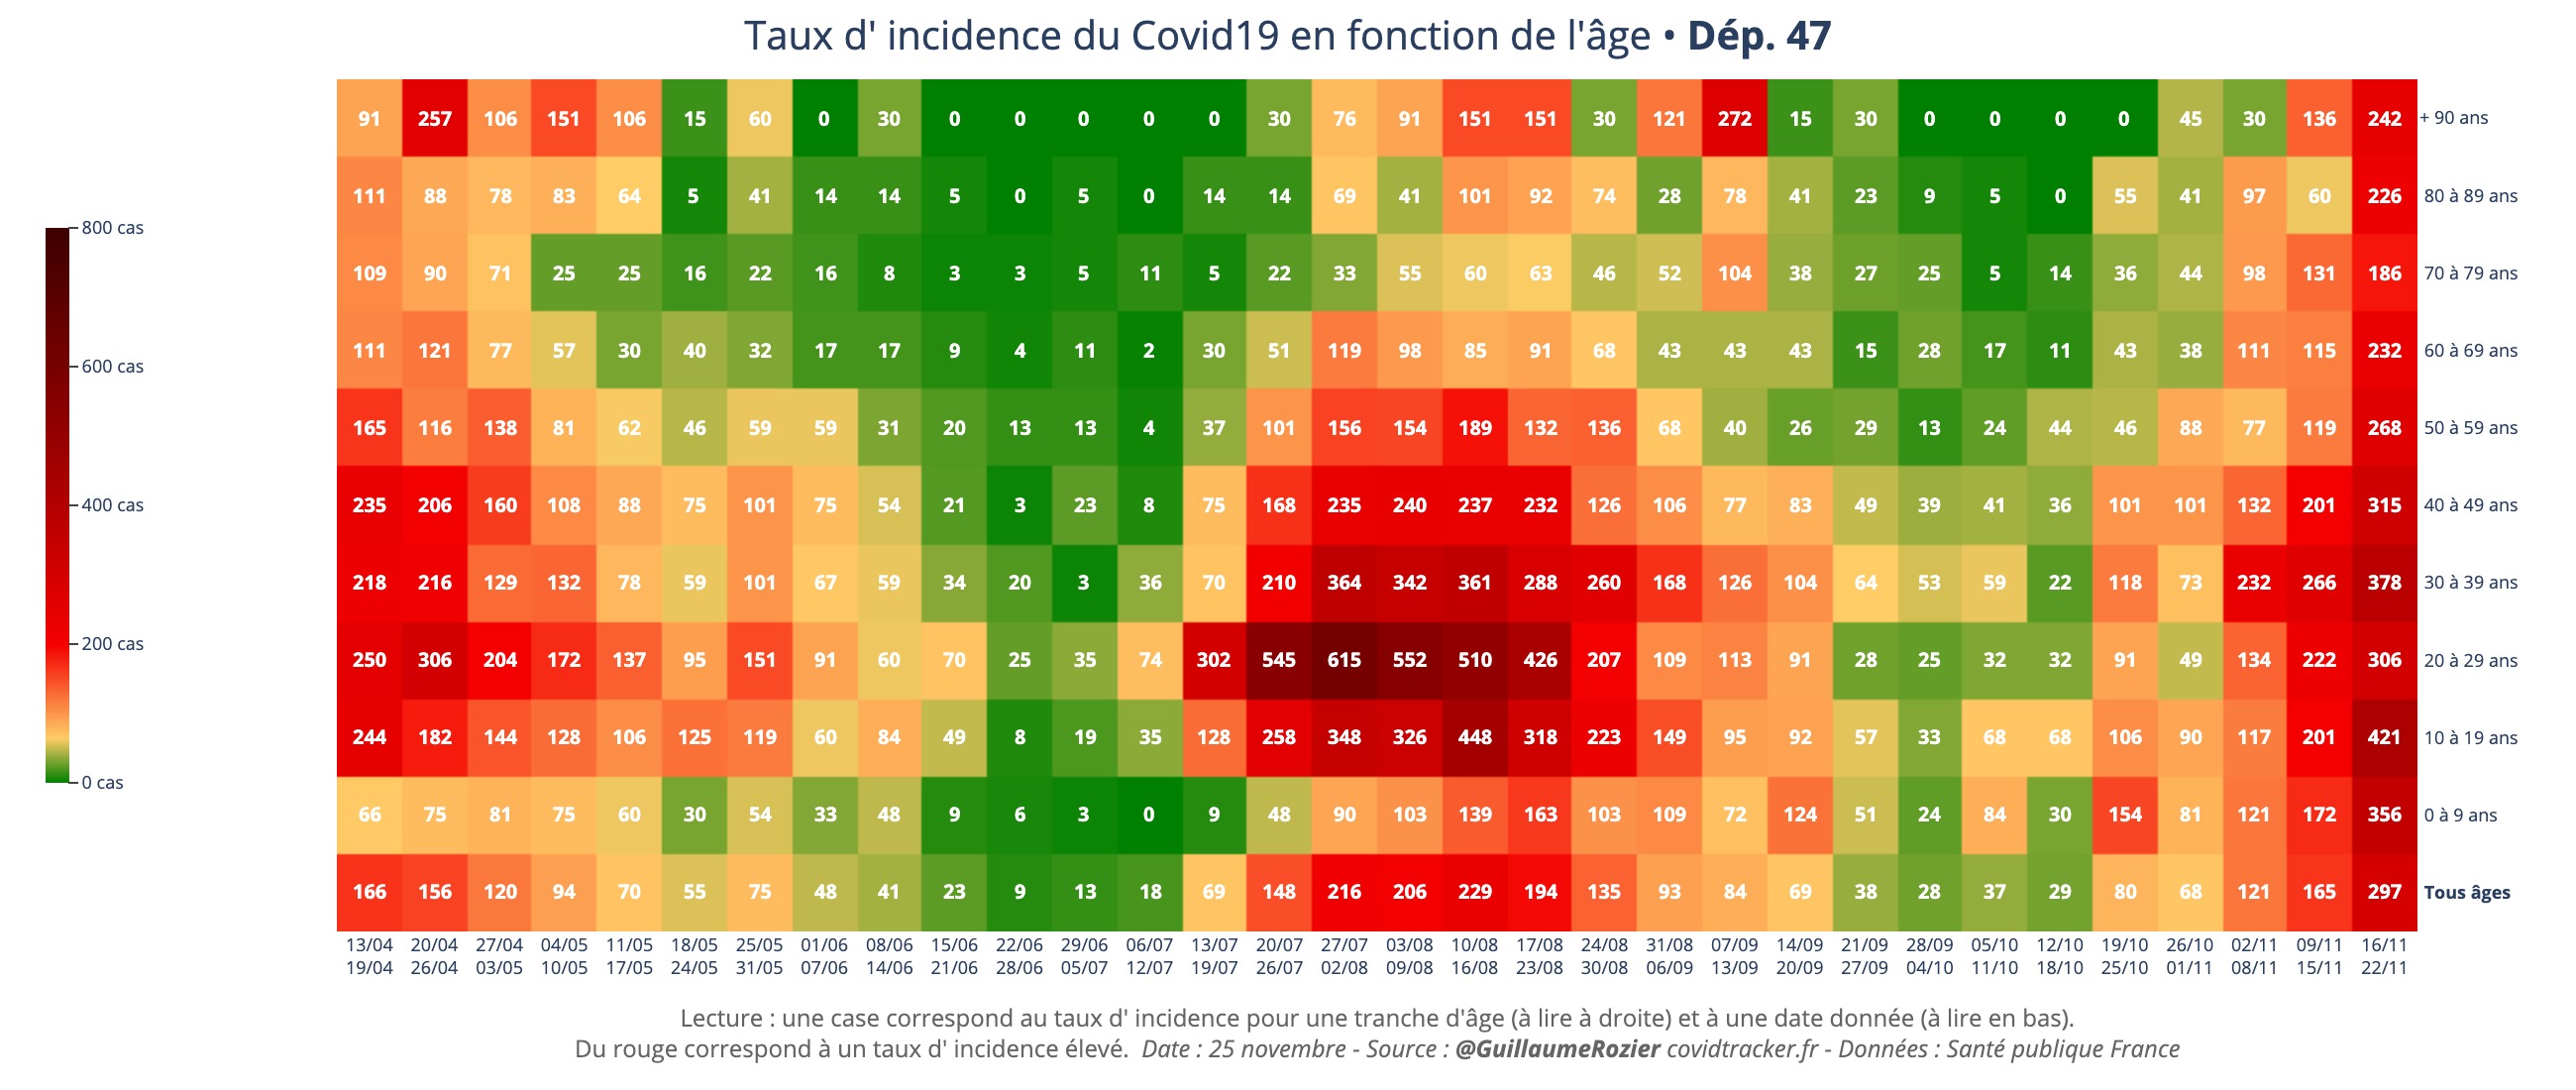 Taux d' incidence du Covid19 en fonction de l'âge • Dép. 47
91 257 106 151 106 15 60 0 30 0 0 0 0 0 30 76 91 151 151 30 121 272 15 30 0 0 0 0 45 30 136 242 + 90 ans
111 88 78 83 64 5 41 14 14 5 0 5 0 14 14 69 41 101 92 74 28 78 41 23 9 5 0 55 41 97 60 226 80 à 89 ans
800 cas
109 90 71 25 25 16 22 16 8 3 3 5 11 5 22 33 55 60 63 46 52 104 38 27 25 5 14 36 44 98 131 186 70 à 79 ans
111 121 77 57 30 40 32 17 17 9 4 11 2 30 51 119 98 85 91 68 43 43 43 15 28 17 11 43 38 111 115 232 60 à 69 ans
600 cas
165 116 138 81 62 46 59 59 31 20 13 13 4 37 101 156 154 189 132 136 68 40 26 29 13 24 44 46 88 77 119 268 50 à 59 ans
400 cas
235 206 160 108 88 75 101 75 54 21 3 23 8 75 168 235 240 237 232 126 106 77 83 49 39 41 36 101 101 132 201 315 40 à 49 ans
218 216 129 132 78 59 101 67 59 34 20 3 36 70 210 364 342 361 288 260 168 126 104 64 53 59 22 118 73 232 266 378 30 à 39 ans
200 cas
250 306 204 172 137 95 151 91 60 70 25 35 74 302 545 615 552 510 426 207 109 113 91 28 25 32 32 91 49 134 222 306 20 à 29 ans
244 182 144 128 106 125 119 60 84 49 8 19 35 128 258 348 326 448 318 223 149 95 92 57 33 68 68 106 90 117 201 421 10 à 19 ans
0 cas
66 75 81 75 60 30 54 33 48 9 6 3 0 9 48 90 103 139 163 103 109 72 124 51 24 84 30 154 81 121 172 356 0 à 9 ans
166 156 120 94 70 55 75 48 41 23 9 13 18 69 148 216 206 229 194 135 93 84 69 38 28 37 29 80 68 121 165 297 Tous âges
13/04 20/04 27/04 04/05 11/05 18/05 25/05 01/06 08/06 15/06 22/06 29/06 06/07 13/07 20/07 27/07 03/08 10/08 17/08 24/08 31/08 07/09 14/09 21/09 28/09 05/10 12/10 19/10 26/10 02/11 09/11 16/11
19/04 26/04 03/05 10/05 17/05 24/05 31/05 07/06 14/06 21/06 28/06 05/07 12/07 19/07 26/07 02/08 09/08 16/08 23/08 30/08 06/09 13/09 20/09 27/09 04/10 11/10 18/10 25/10 01/11 08/11 15/11 22/11
Lecture : une case correspond au taux d' incidence pour une tranche d'âge (à lire à droite) et à une date donnée (à lire en bas).
Du rouge correspond à un taux d' incidence élevé. Date : 25 novembre - Source : @GuillaumeRozier covidtracker.fr - Données : Santé publique France